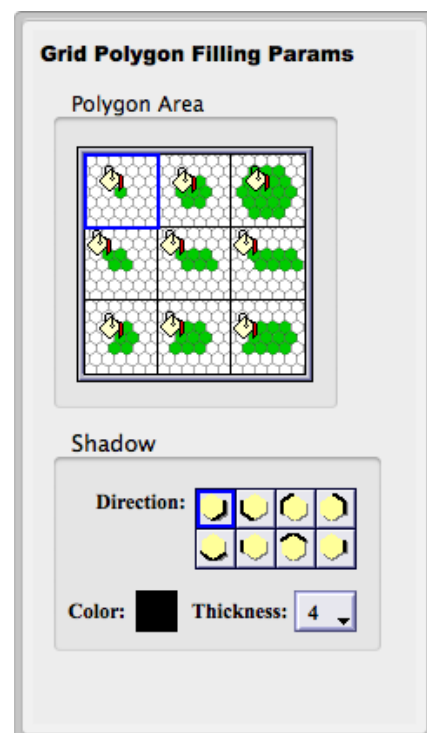 Grid Polygon Filling Params
Polygon Area
Shadow
Direction:
Color: Thickness: 4